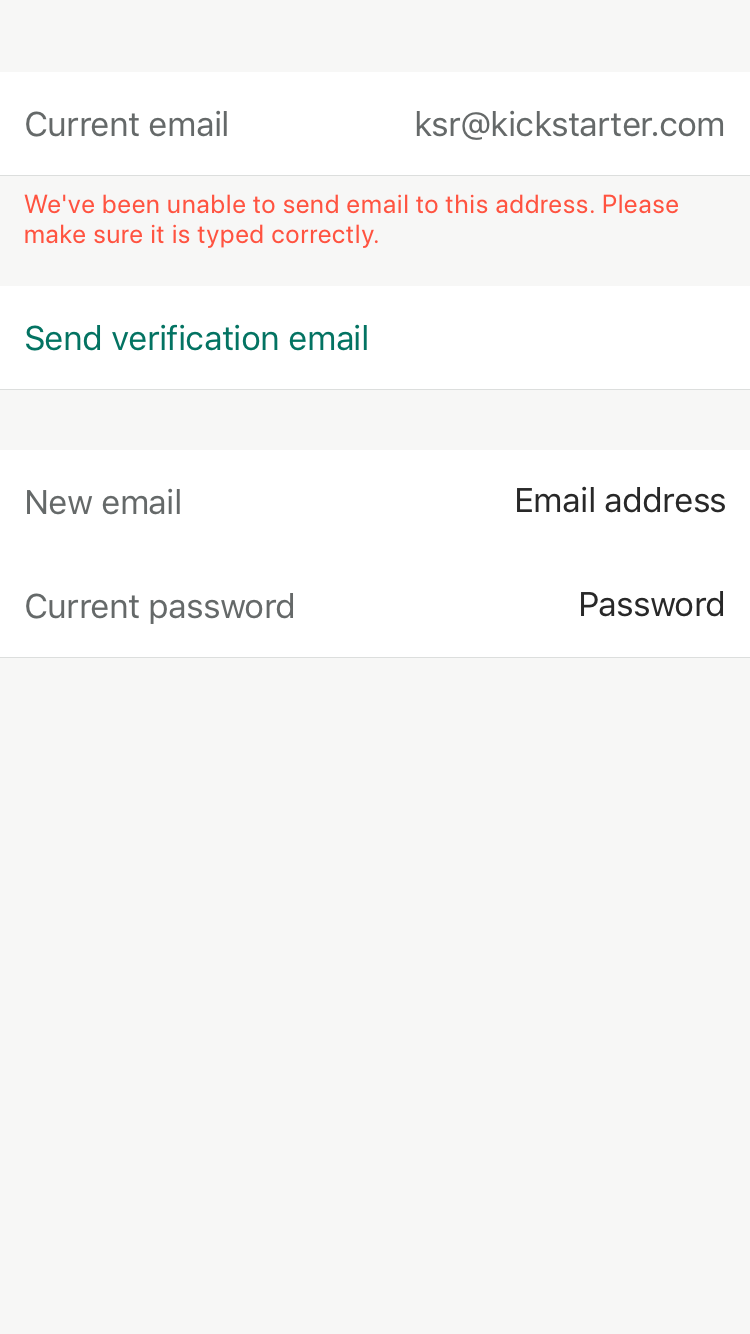 Current email ksr@kickstarter.com
We've been unable to send email to this address. Please
make sure it is typed correctly.
Send verification email
New email Email address
Current password Password